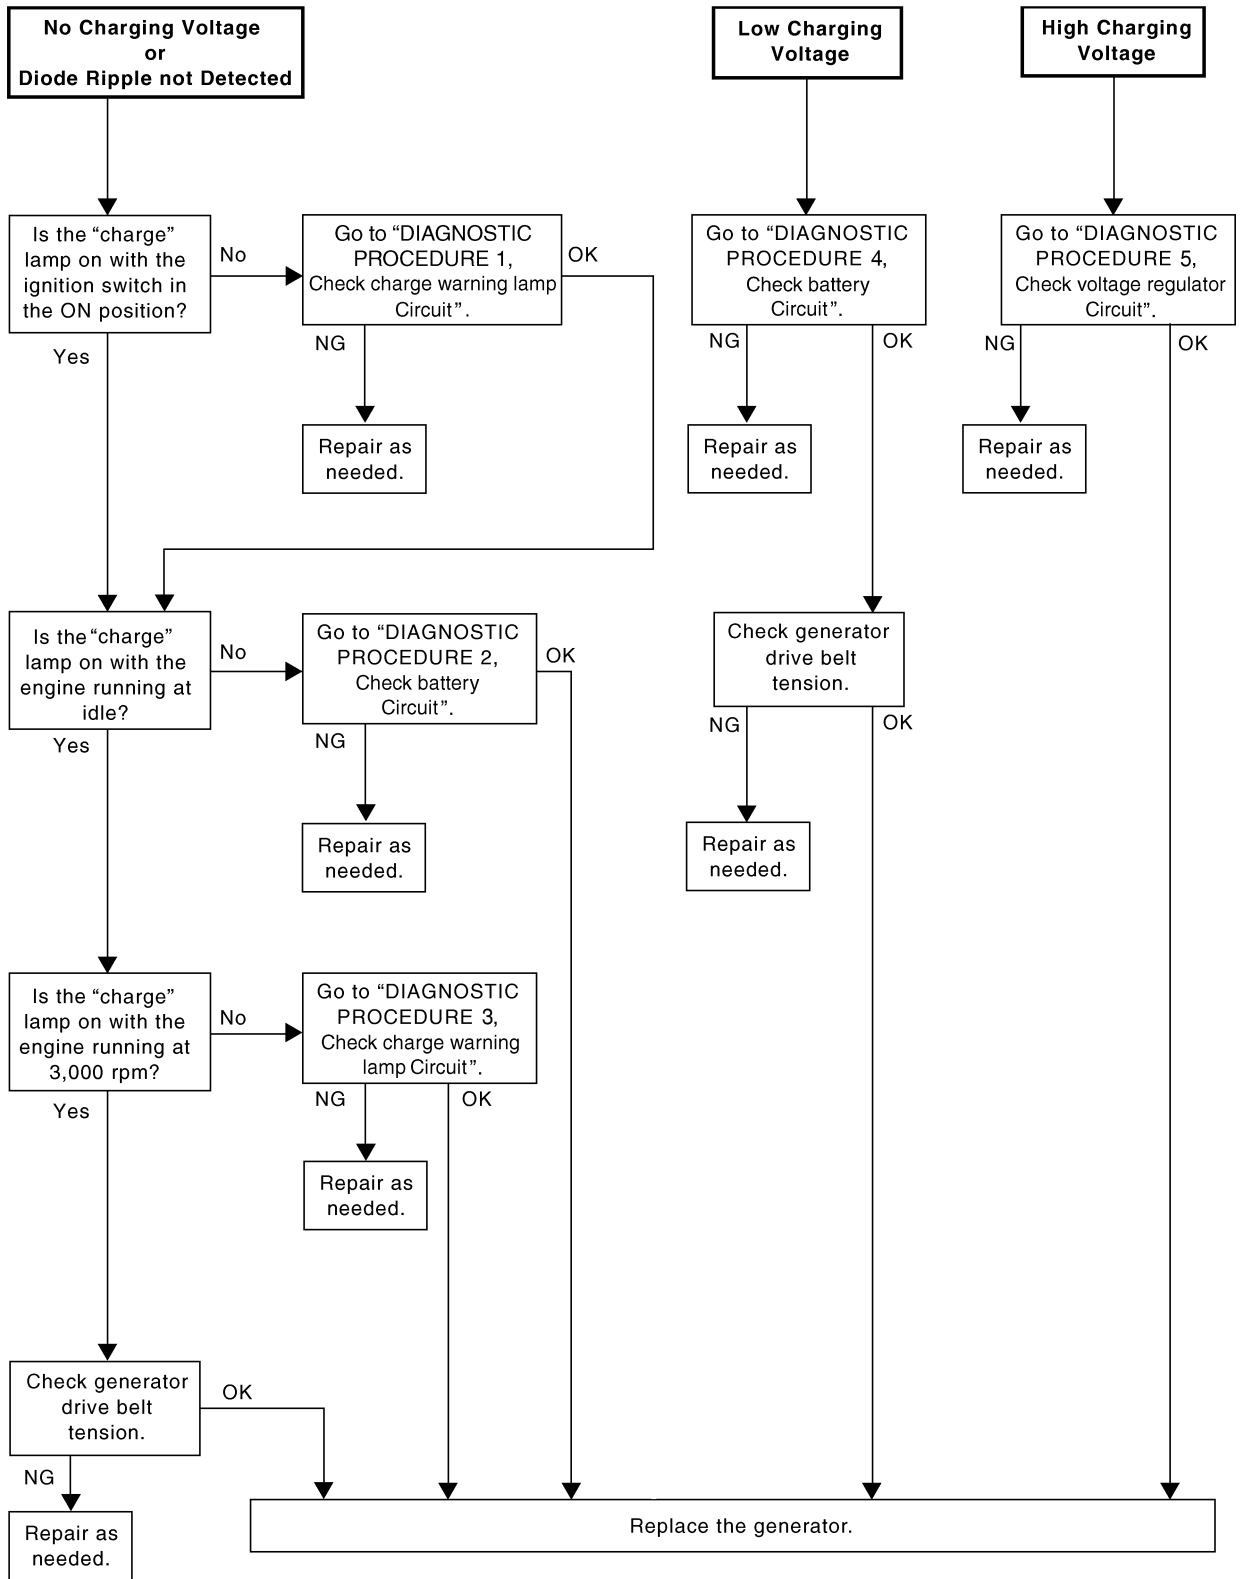 No Charging Voltage
or
Diode Ripple not Detected
Low Charging
Voltage
High Charging
Voltage
Is the “charge”
lamp on with the
ignition switch in
the ON position?
No
Yes
Go to “DIAGNOSTIC
PROCEDURE 1,
Check charge warning lamp
Circuit”.
OK
NG
Repair as
needed.
Go to “DIAGNOSTIC
PROCEDURE 4,
Check battery
Circuit”.
NG
OK
Repair as
needed.
Go to “DIAGNOSTIC
PROCEDURE 5,
Check voltage regulator
Circuit”.
NG
OK
Repair as
needed.
Is the “charge”
lamp on with the
engine running at
idle?
No
Yes
Go to “DIAGNOSTIC
PROCEDURE 2,
Check battery
Circuit”.
OK
NG
Repair as
needed.
Check generator
drive belt
tension.
NG
OK
Repair as
needed.
Is the “charge”
lamp on with the
engine running at
3,000 rpm?
No
Yes
Go to “DIAGNOSTIC
PROCEDURE 3,
Check charge warning
lamp Circuit”.
NG
OK
Repair as
needed.
Check generator
drive belt
tension.
OK
NG
Repair as
needed.
Replace the generator.